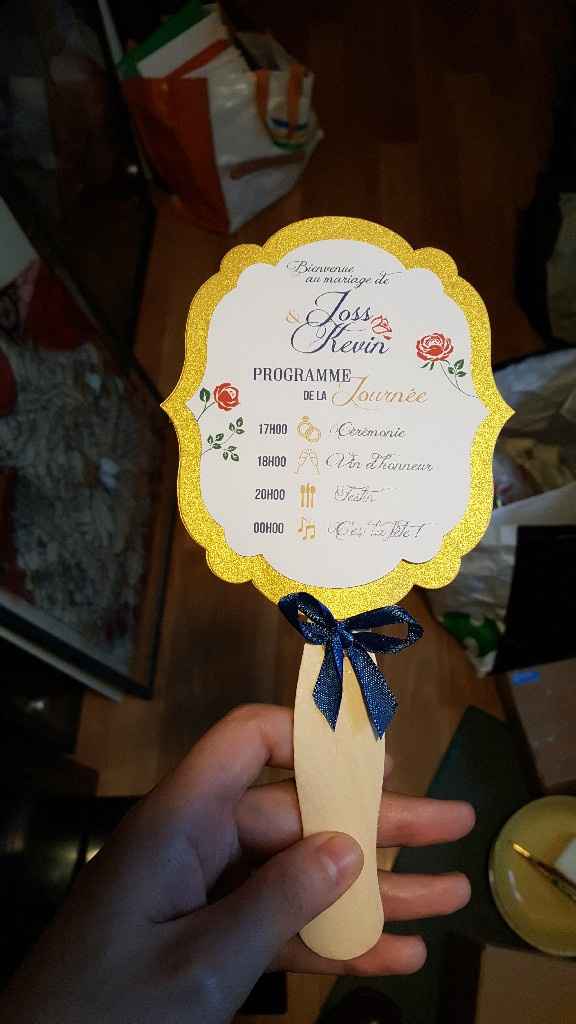 Bienvenue
au mariage de
Joss
& Kevin
PROGRAMME
DE LA Journée
17H00 Cérémonie
18H00 Vin d'honneur
20H00 Festin
00H00 C'est la fête !